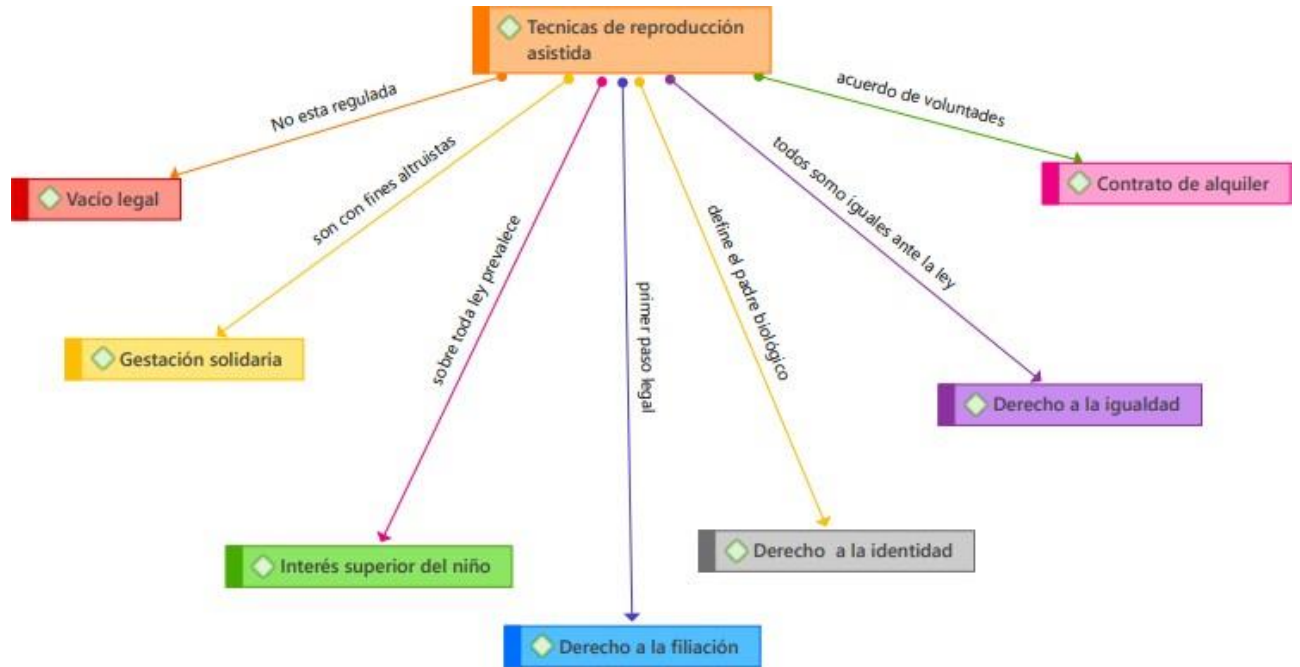 Tecnicas de reproducción
asistida
No esta regulada
son con fines altruistas
sobre toda ley prevalece
primer paso legal
define el padre biológico
todos somo iguales ante la ley
acuerdo de voluntades
Vacío legal
Contrato de alquiler
Gestación solidaria
Derecho a la igualdad
Interés superior del niño
Derecho a la identidad
Derecho a la filiación